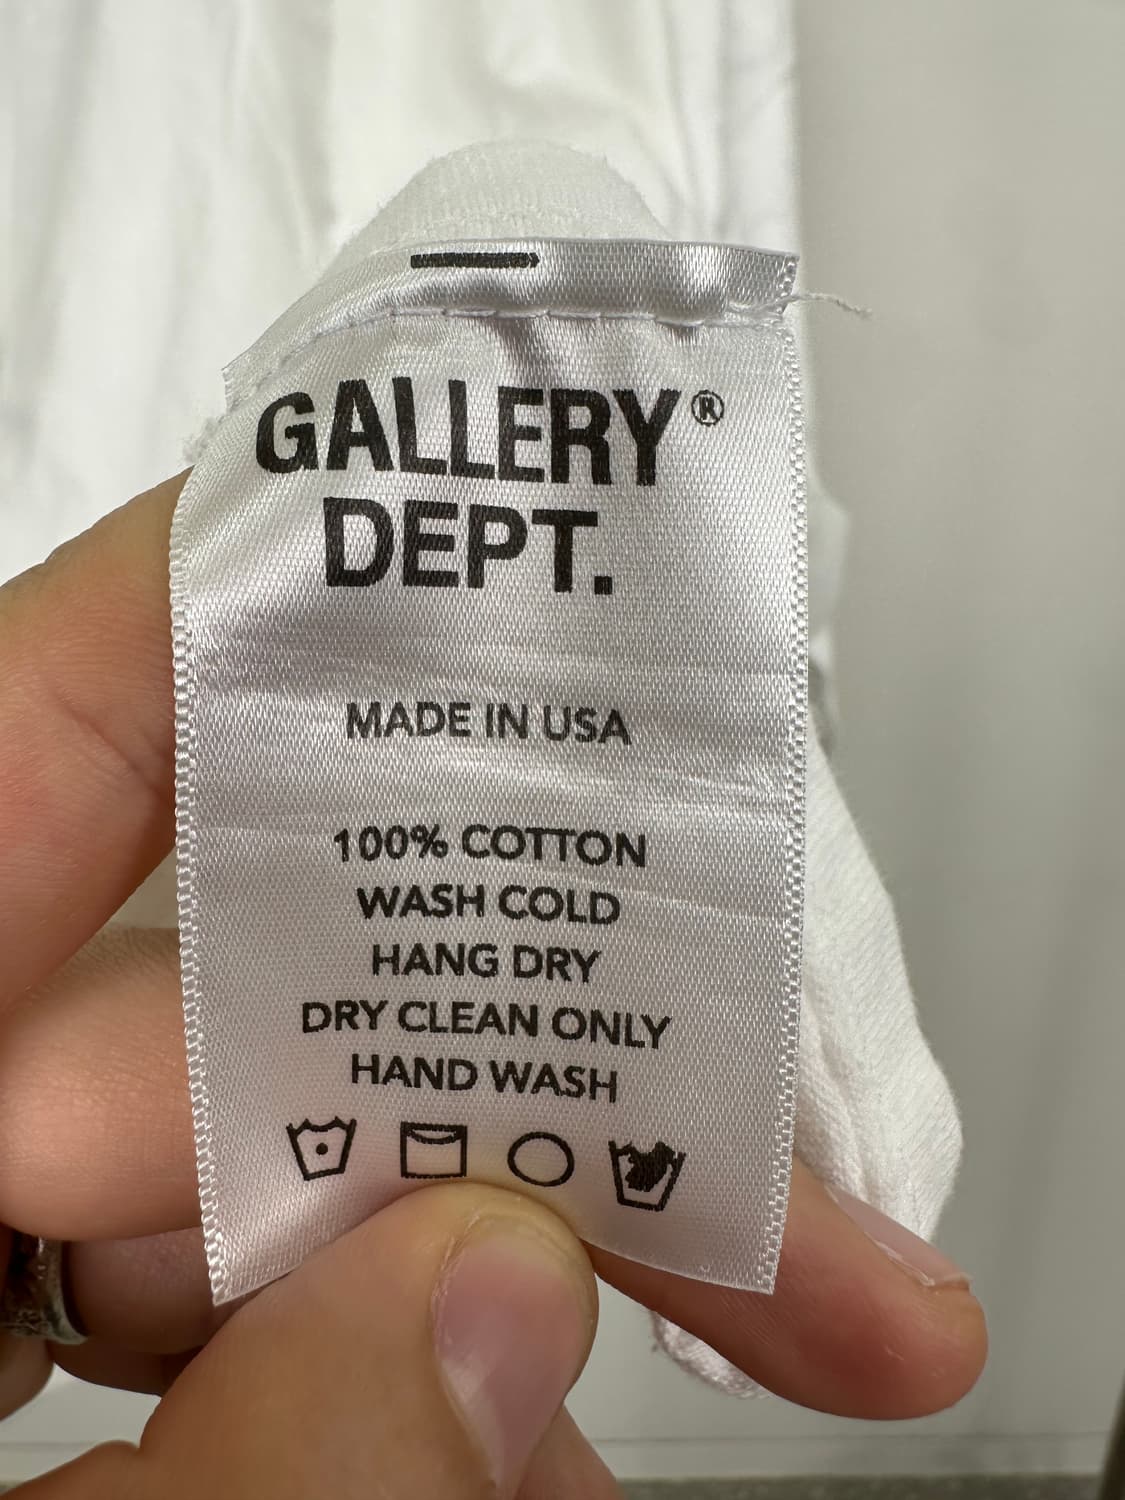 GALLERY®
DEPT.
MADE IN USA
100% COTTON
WASH COLD
HANG DRY
DRY CLEAN ONLY
HAND WASH